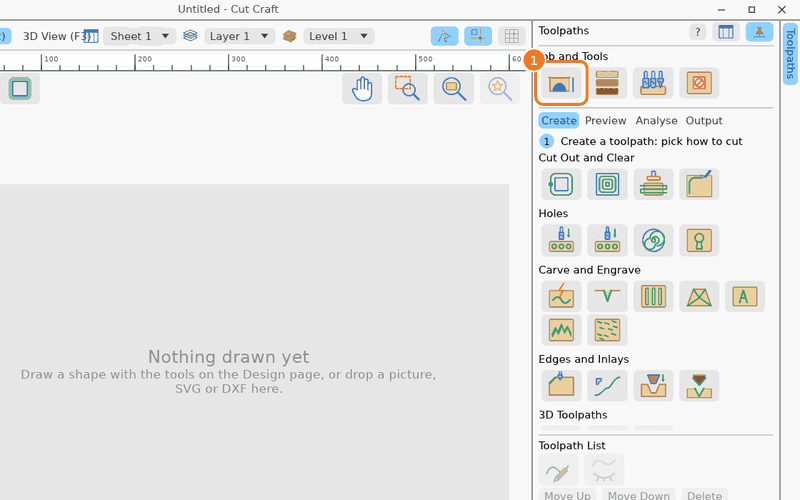 Untitled - Cut Craft
3D View (F3
Sheet 1
Layer 1
Level 1
Toolpaths
?
Toolpaths
100
200
300
400
500
60
1
Job and Tools
Create
Preview
Analyse
Output
1 Create a toolpath: pick how to cut
Cut Out and Clear
Holes
Carve and Engrave
A
Edges and Inlays
3D Toolpaths
Toolpath List
Move Up
Move Down
Delete
Nothing drawn yet
Draw a shape with the tools on the Design page, or drop a picture,
SVG or DXF here.